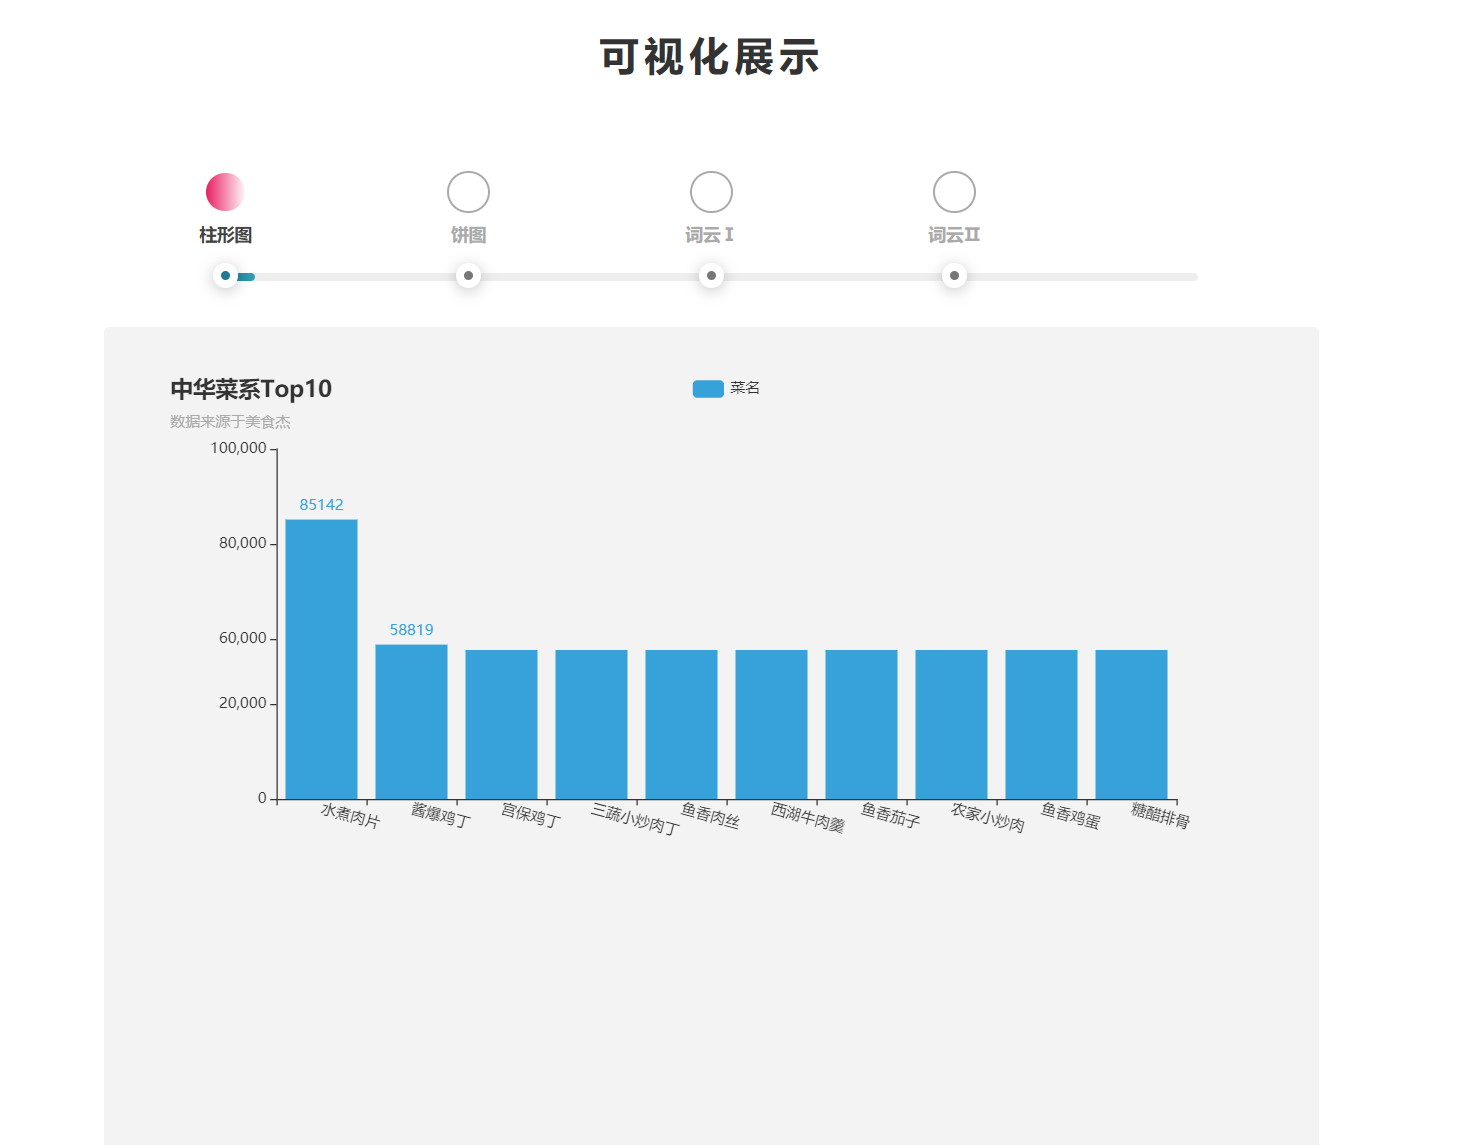 可视化展示
柱形图
饼图
词云Ⅰ
词云Ⅱ
中华菜系Top10
菜名
数据来源于美食杰
100,000
80,000
60,000
20,000
0
85142
58819
水煮肉片
酱爆鸡丁
宫保鸡丁
三蔬小炒肉丁
鱼香肉丝
西湖牛肉羹
鱼香茄子
农家小炒肉
鱼香鸡蛋
糖醋排骨